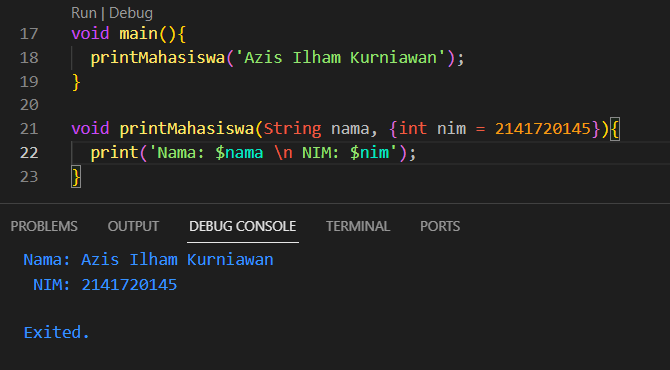 Run | Debug
17 void main(){
18   printMahasiswa('Azis Ilham Kurniawan');
19 }
20
21 void printMahasiswa(String nama, {int nim = 2141720145}){
22   print('Nama: $nama \n NIM: $nim');
23 }
PROBLEMS OUTPUT DEBUG CONSOLE TERMINAL PORTS
Nama: Azis Ilham Kurniawan
 NIM: 2141720145
Exited.